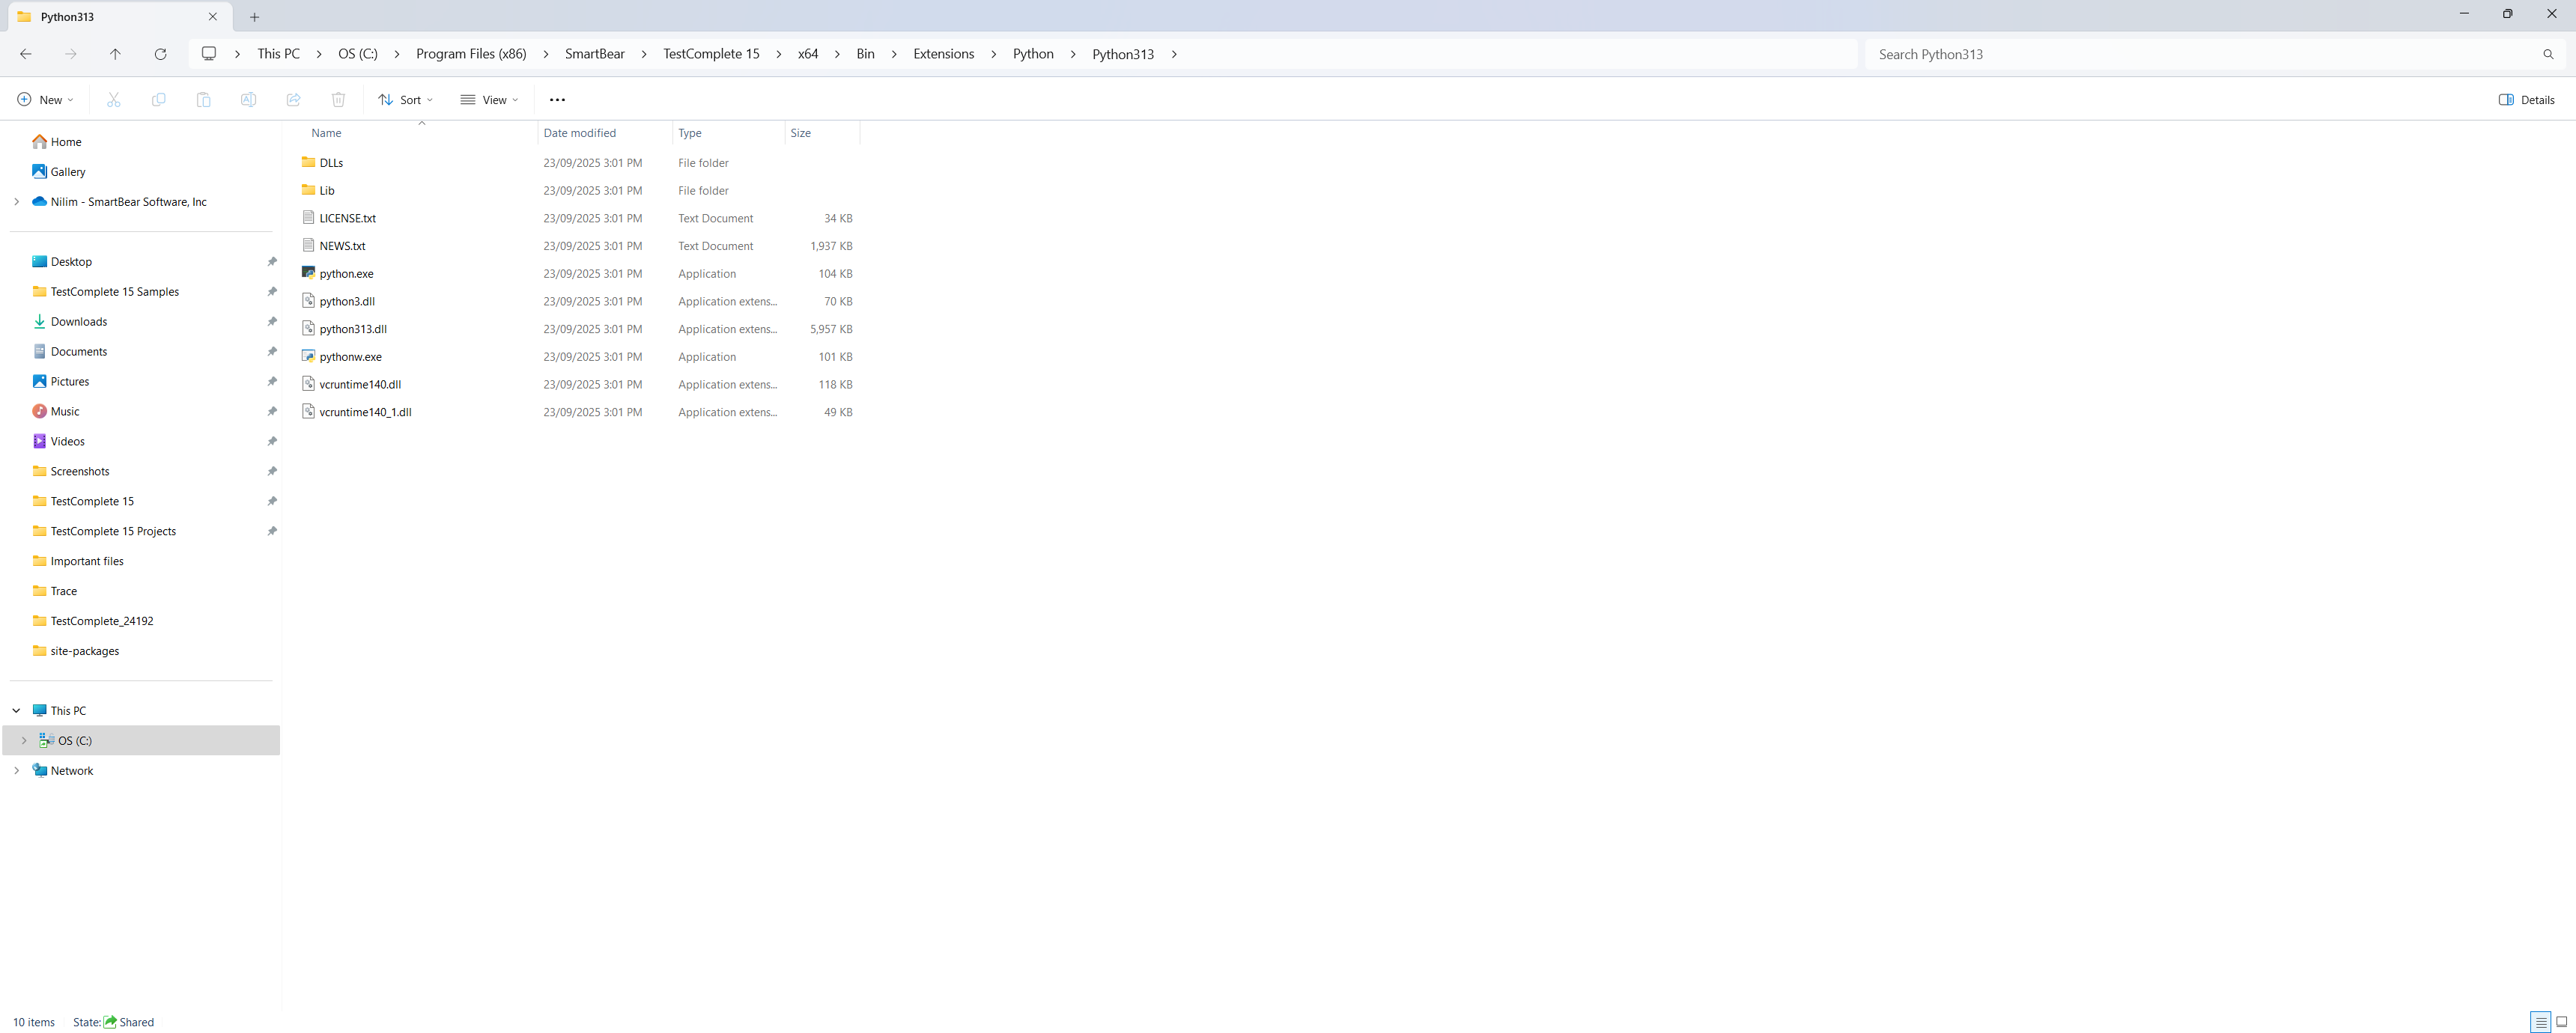 Python313
This PC > OS (C:) > Program Files (x86) > SmartBear > TestComplete 15 > x64 > Bin > Extensions > Python > Python313 >
Search Python313
New
Sort
View
Details
Home
Gallery
Nilim - SmartBear Software, Inc
Desktop
TestComplete 15 Samples
Downloads
Documents
Pictures
Music
Videos
Screenshots
TestComplete 15
TestComplete 15 Projects
Important files
Trace
TestComplete_24192
site-packages
This PC
OS (C:)
Network
Name Date modified Type Size
DLLs 23/09/2025 3:01 PM File folder
Lib 23/09/2025 3:01 PM File folder
LICENSE.txt 23/09/2025 3:01 PM Text Document 34 KB
NEWS.txt 23/09/2025 3:01 PM Text Document 1,937 KB
python.exe 23/09/2025 3:01 PM Application 104 KB
python3.dll 23/09/2025 3:01 PM Application extens... 70 KB
python313.dll 23/09/2025 3:01 PM Application extens... 5,957 KB
pythonw.exe 23/09/2025 3:01 PM Application 101 KB
vcruntime140.dll 23/09/2025 3:01 PM Application extens... 118 KB
vcruntime140_1.dll 23/09/2025 3:01 PM Application extens... 49 KB
10 items State: Shared